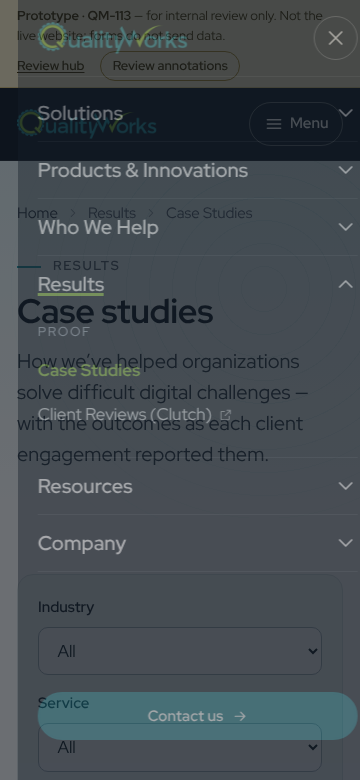 Prototype · QM-113 — for internal review only. Not the
live website; forms do not send data.
QualityWorks
Review hub
Review annotations
Solutions
QualityWorks
Menu
Products & Innovations
Home > Results > Case Studies
Who We Help
RESULTS
Results
Case studies
PROOF
How we've helped organizations
Case Studies
solve difficult digital challenges —
Client Reviews (Clutch)
with the outcomes as each client
engagement reported them.
Resources
Company
Industry
All
Service
Contact us →
All